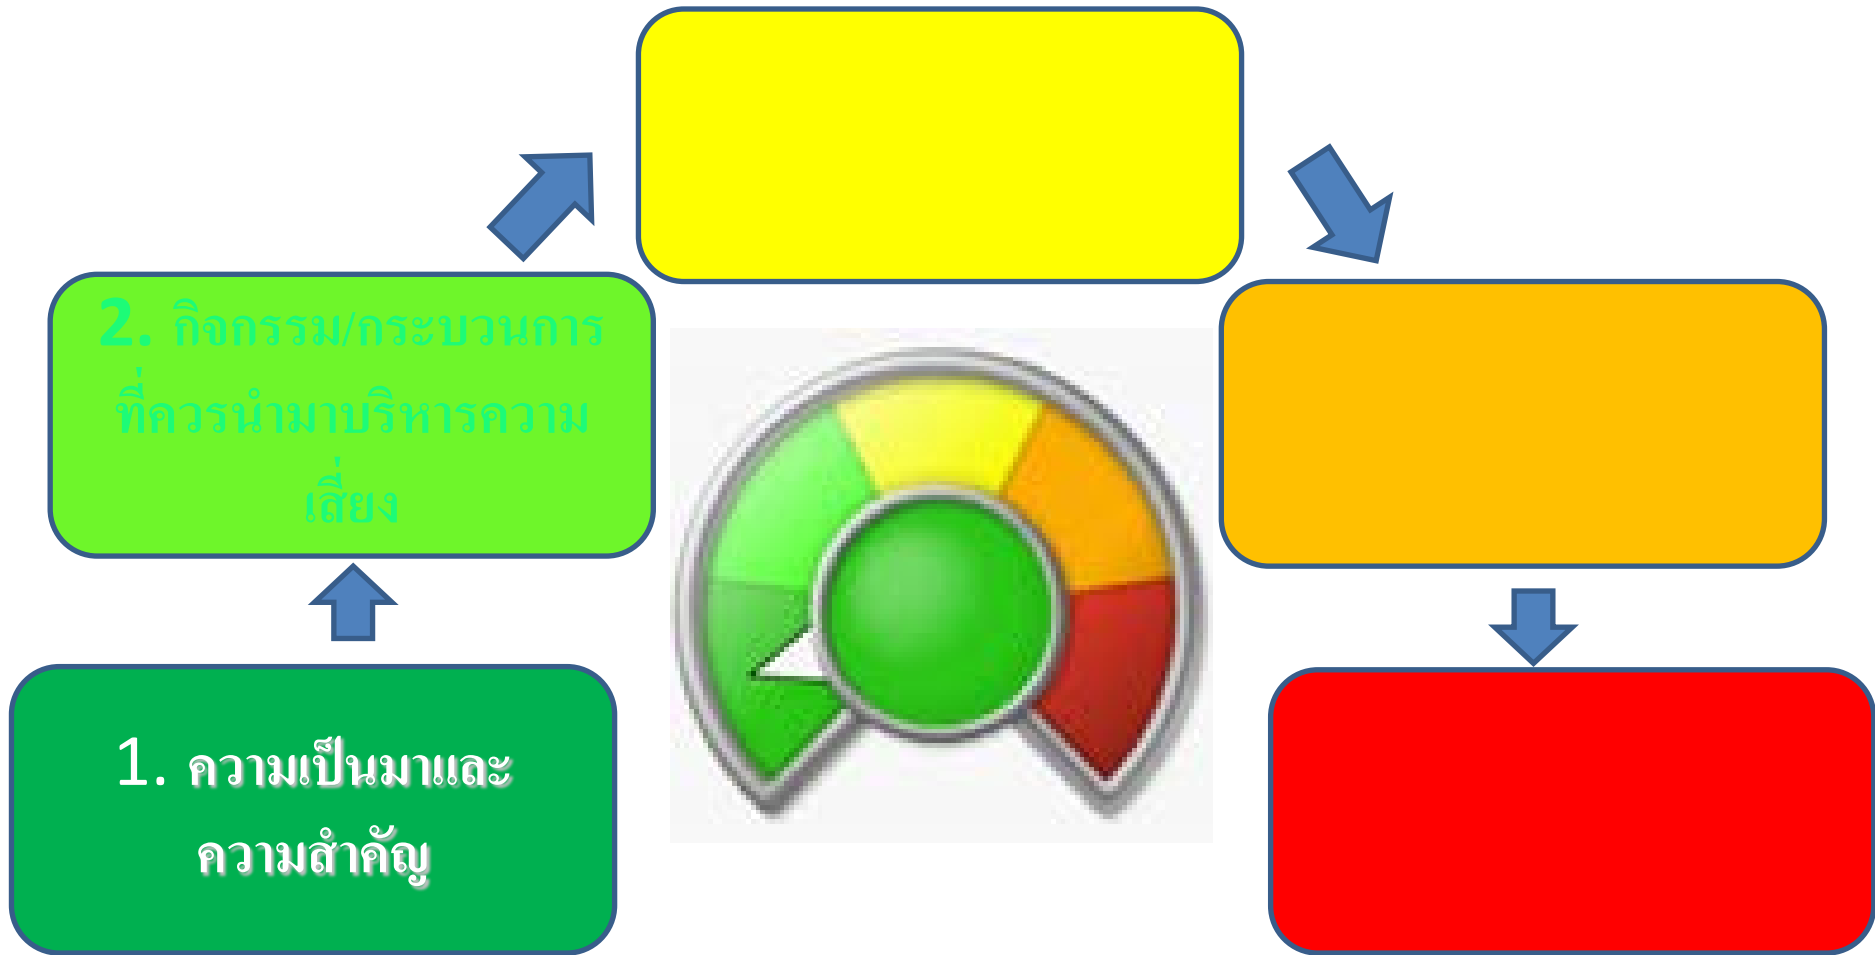 2. กิจกรรม/กระบวนการ
ที่ควรนำมาบริหารความ
เสี่ยง
1. ความเป็นมาและ
ความสำคัญ